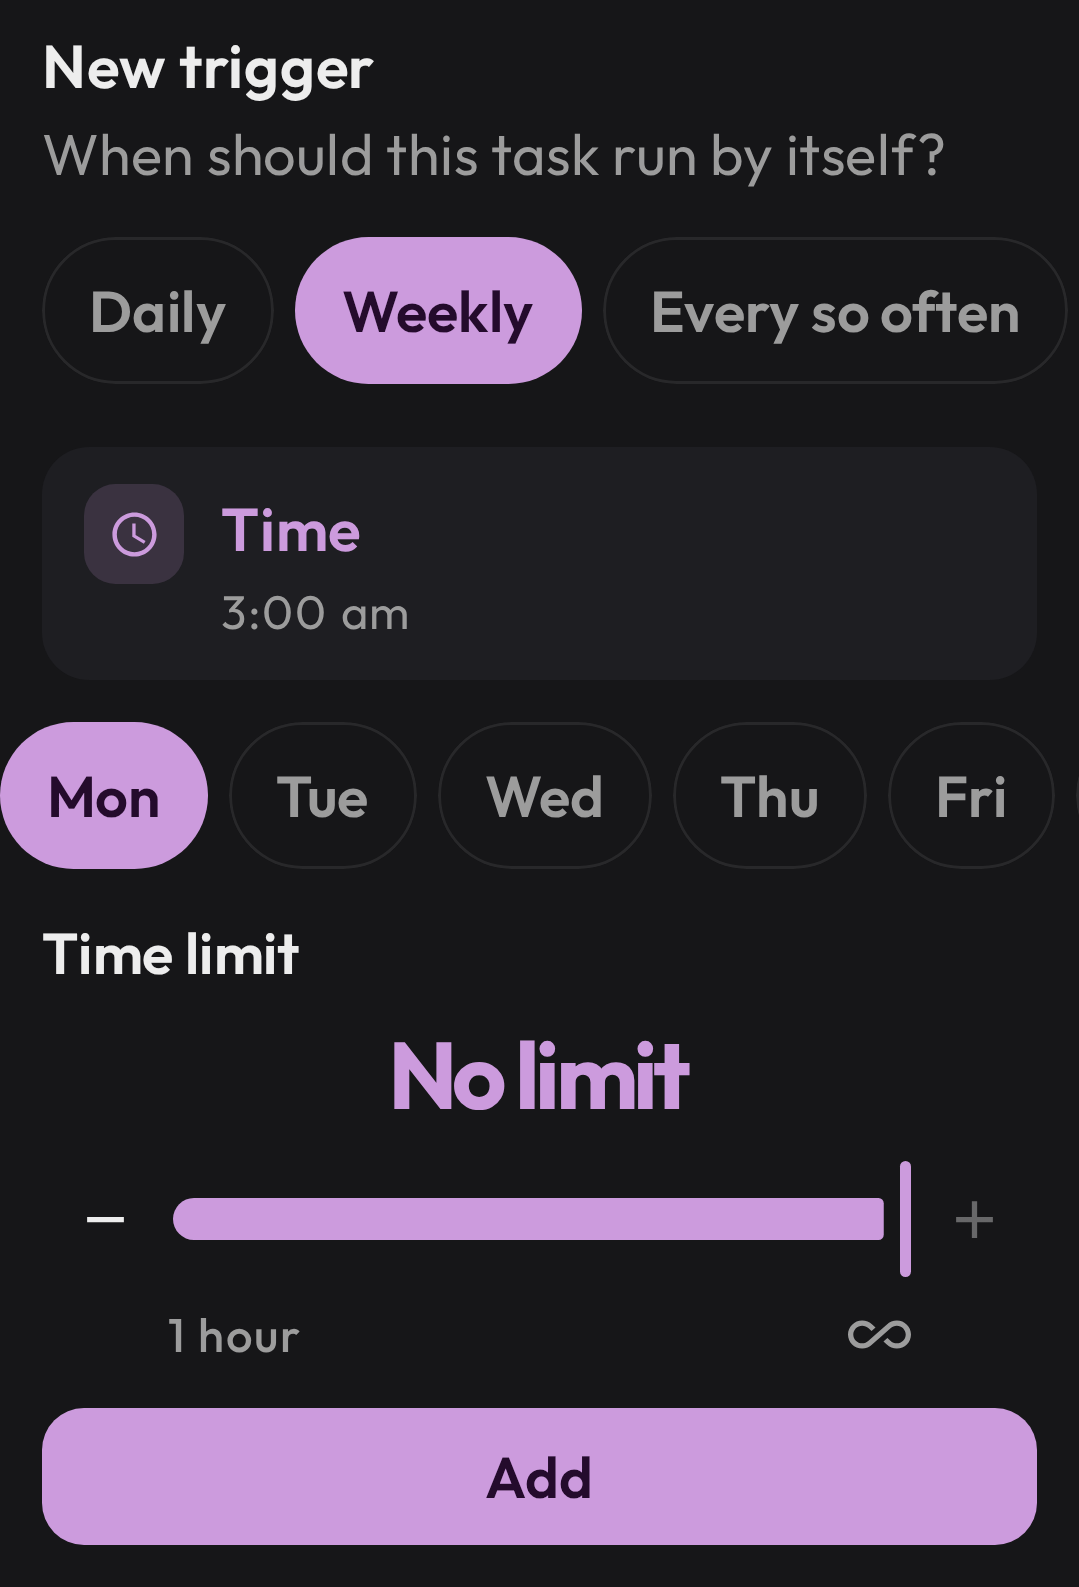 New trigger
When should this task run by itself?
Daily Weekly Every so often
Time
3:00 am
Mon Tue Wed Thu Fri
Time limit
No limit
1 hour ∞
Add